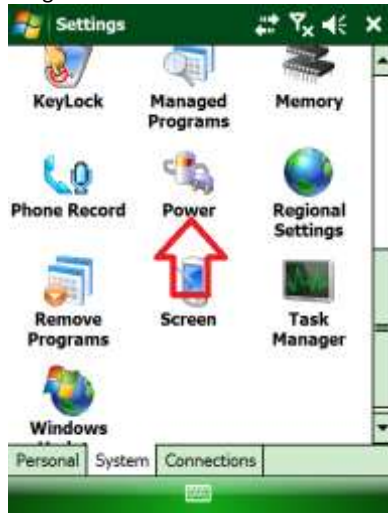 Settings
KeyLock
Managed
Programs
Memory
Phone Record
Power
Regional
Settings
Remove
Programs
Screen
Task
Manager
Windows
Personal
System
Connections